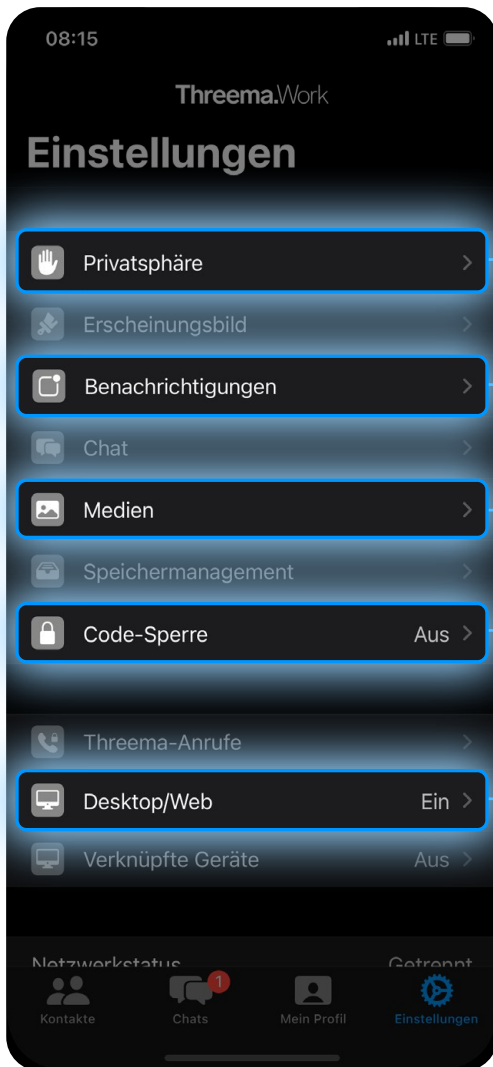 08:15 LTE
Threema.Work
Einstellungen
Privatsphäre
Erscheinungsbild
Benachrichtigungen
Chat
Medien
Speichermanagement
Code-Sperre Aus
Threema-Anrufe
Desktop/Web Ein
Verknüpfte Geräte Aus
Netzwerkstatus Getrennt
1
Kontakte Chats Mein Profil Einstellungen